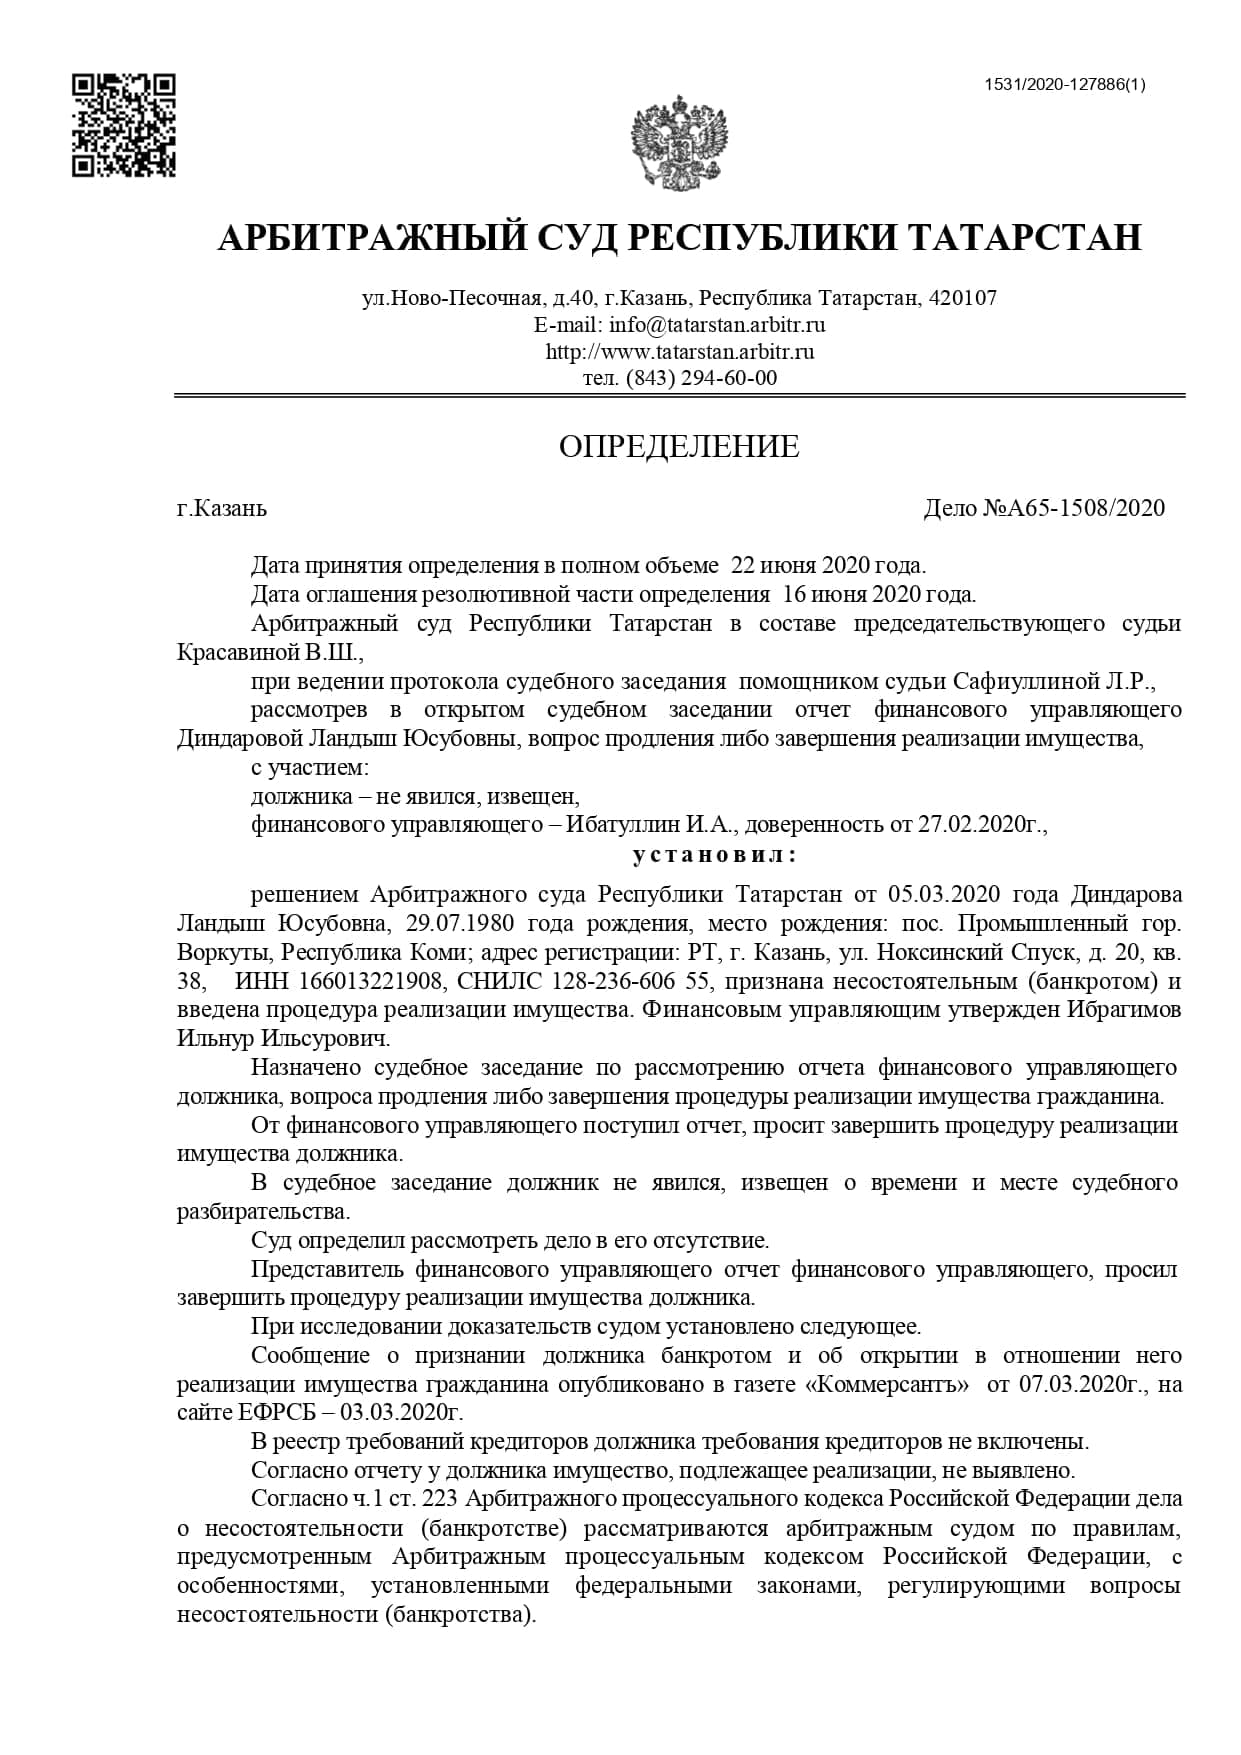 1531/2020-127886(1)
АРБИТРАЖНЫЙ СУД РЕСПУБЛИКИ ТАТАРСТАН
ул.Ново-Песочная, д.40, г.Казань, Республика Татарстан, 420107
E-mail: info@tatarstan.arbitr.ru
http://www.tatarstan.arbitr.ru
тел. (843) 294-60-00
ОПРЕДЕЛЕНИЕ
г.Казань Дело №А65-1508/2020
Дата принятия определения в полном объеме 22 июня 2020 года.
Дата оглашения резолютивной части определения 16 июня 2020 года.
Арбитражный суд Республики Татарстан в составе председательствующего судьи
Красавиной В.Ш.,
при ведении протокола судебного заседания помощником судьи Сафиуллиной Л.Р.,
рассмотрев в открытом судебном заседании отчет финансового управляющего
Диндаровой Ландыш Юсубовны, вопрос продления либо завершения реализации имущества,
с участием:
должника – не явился, извещен,
финансового управляющего – Ибатуллин И.А., доверенность от 27.02.2020г.,
установил:
решением Арбитражного суда Республики Татарстан от 05.03.2020 года Диндарова
Ландыш Юсубовна, 29.07.1980 года рождения, место рождения: пос. Промышленный гор.
Воркуты, Республика Коми; адрес регистрации: РТ, г. Казань, ул. Ноксинский Спуск, д. 20, кв.
38, ИНН 166013221908, СНИЛС 128-236-606 55, признана несостоятельным (банкротом) и
введена процедура реализации имущества. Финансовым управляющим утвержден Ибрагимов
Ильнур Ильсурович.
Назначено судебное заседание по рассмотрению отчета финансового управляющего
должника, вопроса продления либо завершения процедуры реализации имущества гражданина.
От финансового управляющего поступил отчет, просит завершить процедуру реализации
имущества должника.
В судебное заседание должник не явился, извещен о времени и месте судебного
разбирательства.
Суд определил рассмотреть дело в его отсутствие.
Представитель финансового управляющего отчет финансового управляющего, просил
завершить процедуру реализации имущества должника.
При исследовании доказательств судом установлено следующее.
Сообщение о признании должника банкротом и об открытии в отношении него
реализации имущества гражданина опубликовано в газете «Коммерсантъ» от 07.03.2020г., на
сайте ЕФРСБ – 03.03.2020г.
В реестр требований кредиторов должника требования кредиторов не включены.
Согласно отчету у должника имущество, подлежащее реализации, не выявлено.
Согласно ч.1 ст. 223 Арбитражного процессуального кодекса Российской Федерации дела
о несостоятельности (банкротстве) рассматриваются арбитражным судом по правилам,
предусмотренным Арбитражным процессуальным кодексом Российской Федерации, с
особенностями, установленными федеральными законами, регулирующими вопросы
несостоятельности (банкротства).